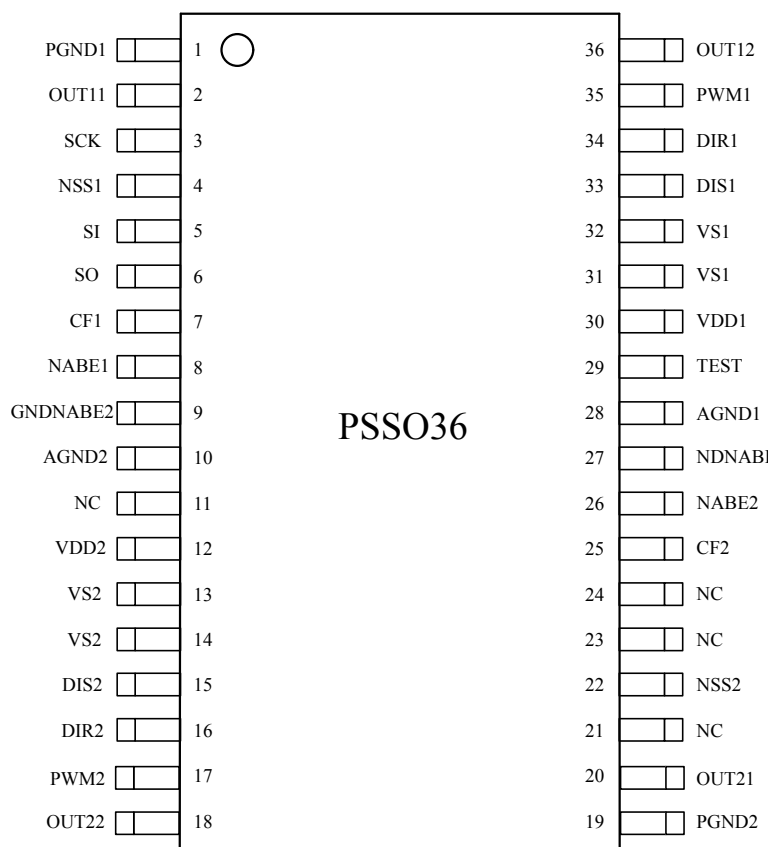 PGND1 1 36 OUT12
OUT11 2 35 PWM1
SCK 3 34 DIR1
NSS1 4 33 DIS1
SI 5 32 VS1
SO 6 31 VS1
CF1 7 30 VDD1
NABE1 8 29 TEST
GNDNABE2 9 28 AGND1
PSSO36
AGND2 10 27 NDNABE
NC 11 26 NABE2
VDD2 12 25 CF2
VS2 13 24 NC
VS2 14 23 NC
DIS2 15 22 NSS2
DIR2 16 21 NC
PWM2 17 20 OUT21
OUT22 18 19 PGND2